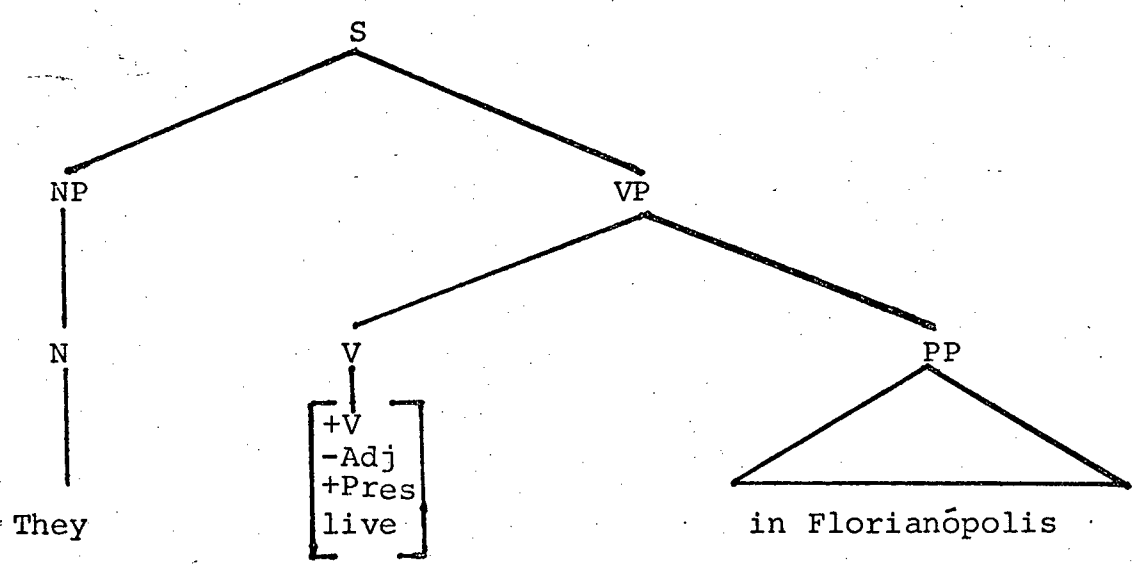 S
NP VP
N V PP
+V
-Adj
+Pres
They live in Florianópolis